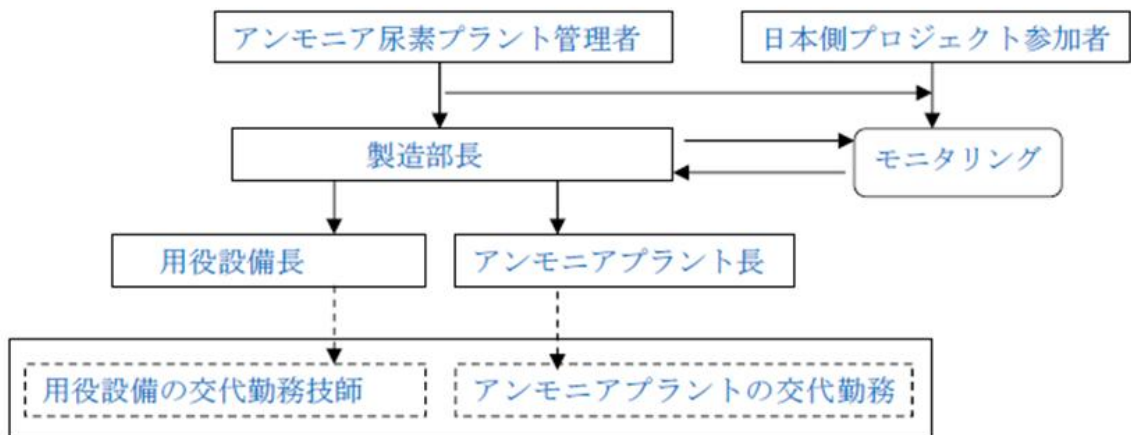 アンモニア尿素プラント管理者
日本側プロジェクト参加者
製造部長
モニタリング
用役設備長
アンモニアプラント長
用役設備の交代勤務技師
アンモニアプラントの交代勤務